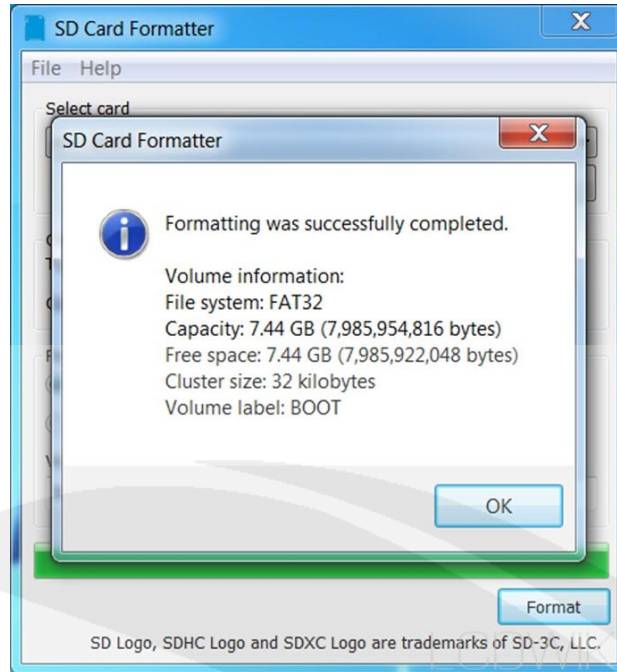 SD Card Formatter
File Help
Select card
SD Card Formatter
Formatting was successfully completed.
Volume information:
File system: FAT32
Capacity: 7.44 GB (7,985,954,816 bytes)
Free space: 7.44 GB (7,985,922,048 bytes)
Cluster size: 32 kilobytes
Volume label: BOOT
OK
Format
SD Logo, SDHC Logo and SDXC Logo are trademarks of SD-3C, LLC.